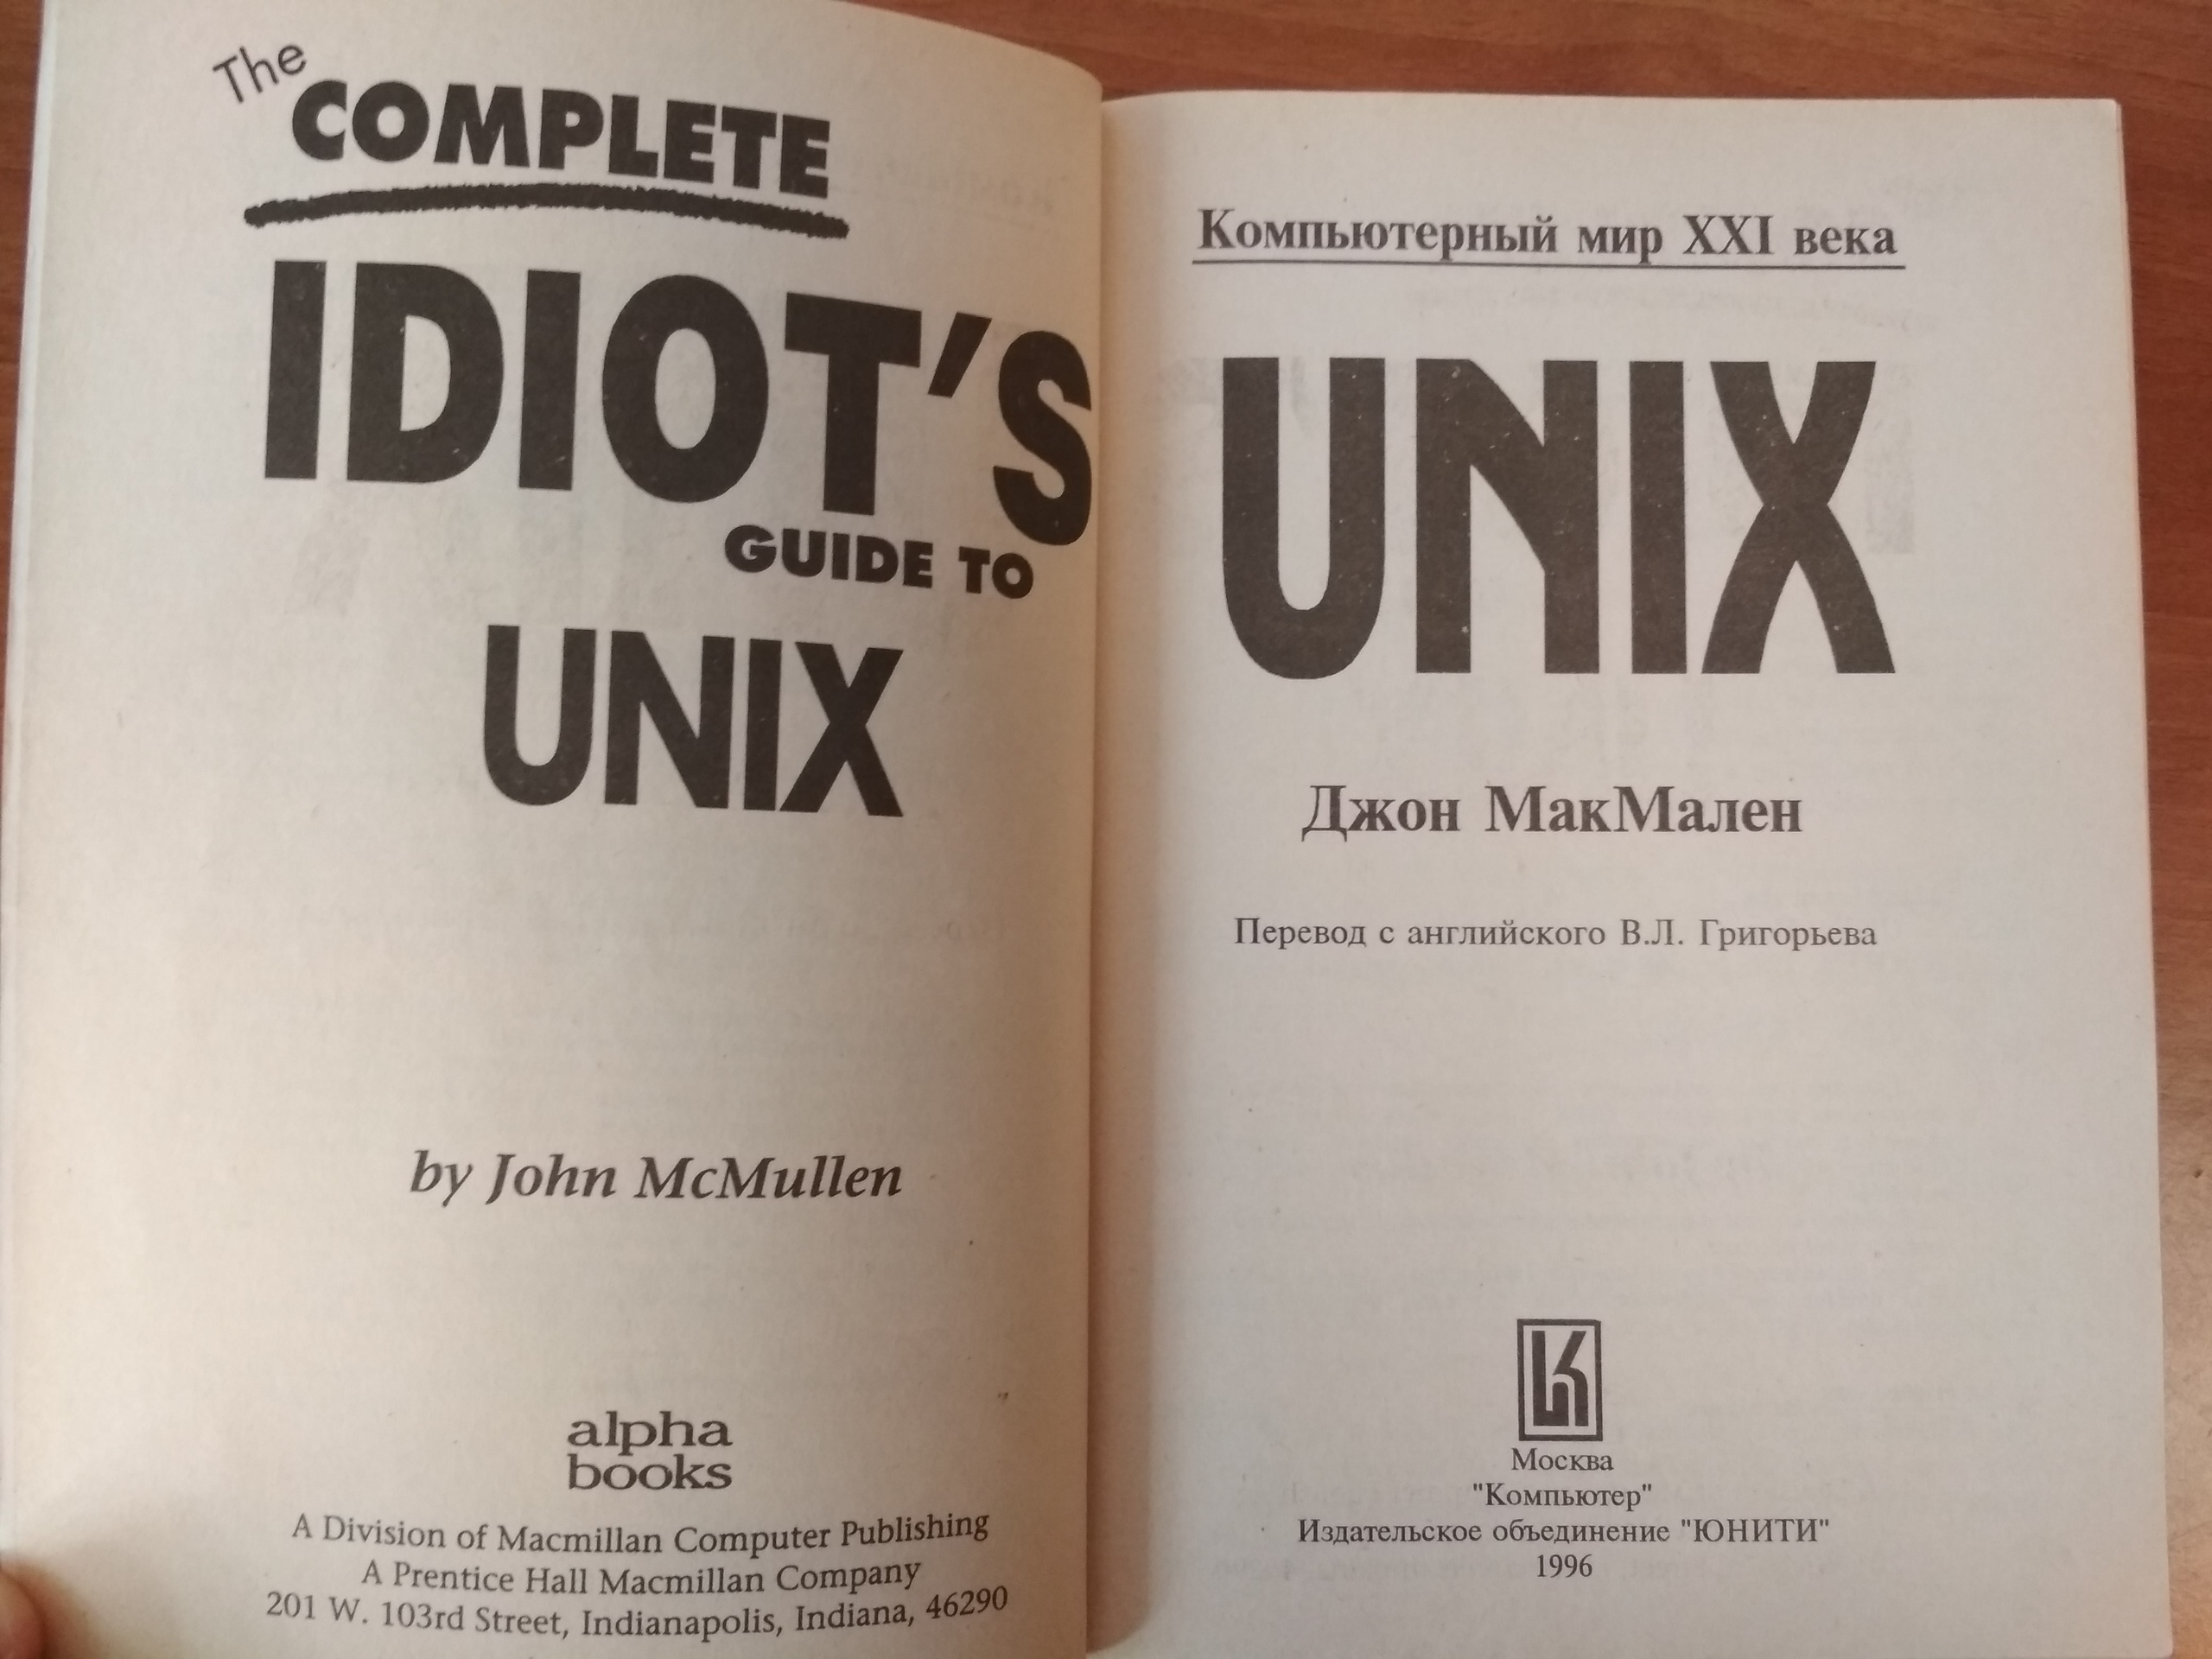 The
COMPLETE
IDIOT'S
GUIDE TO
UNIX
by John McMullen
alpha
books
A Division of Macmillan Computer Publishing
A Prentice Hall Macmillan Company
201 W. 103rd Street, Indianapolis, Indiana, 46290
Компьютерный мир XXI века
UNIX
Джон МакМален
Перевод с английского В.Л. Григорьева
Москва
"Компьютер"
Издательское объединение "ЮНИТИ"
1996